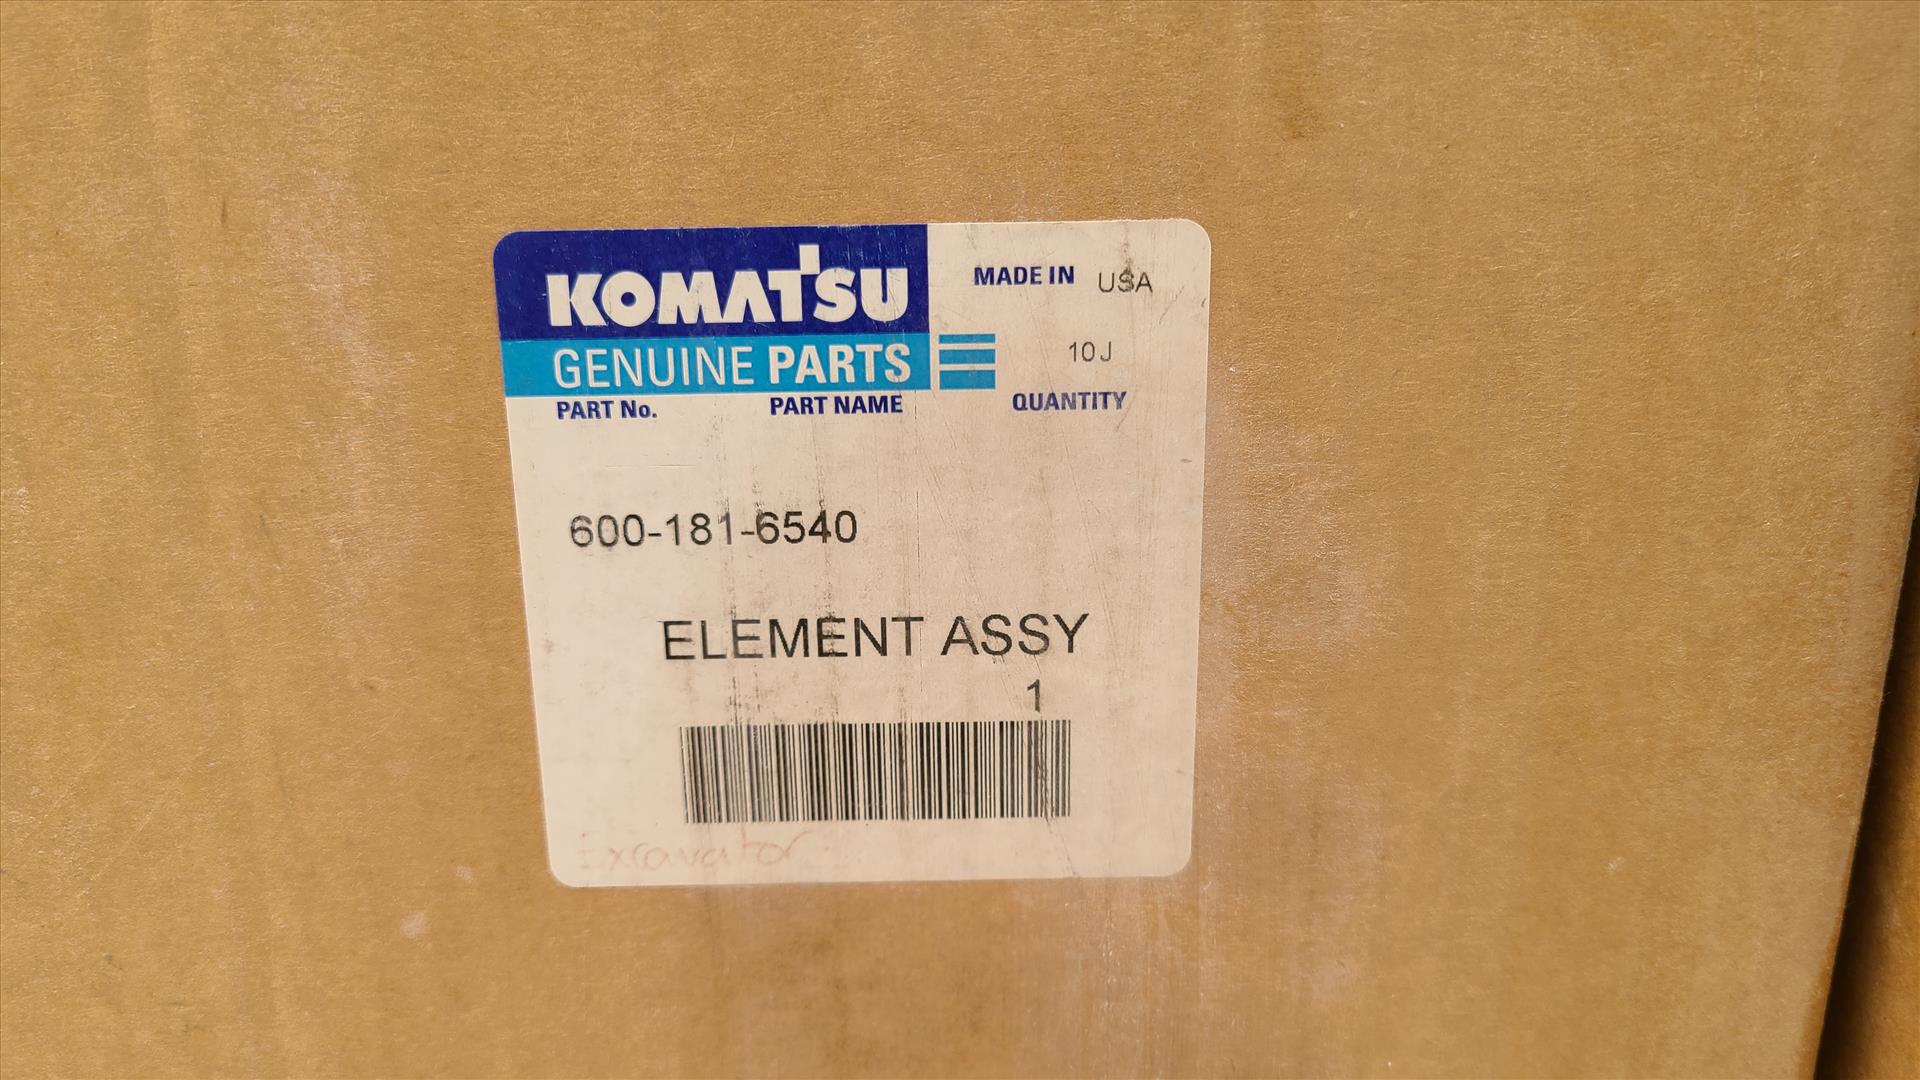 KOMATSU
MADE IN USA
GENUINE PARTS
10J
PART No. PART NAME QUANTITY
600-181-6540
ELEMENT ASSY
1
Excavator